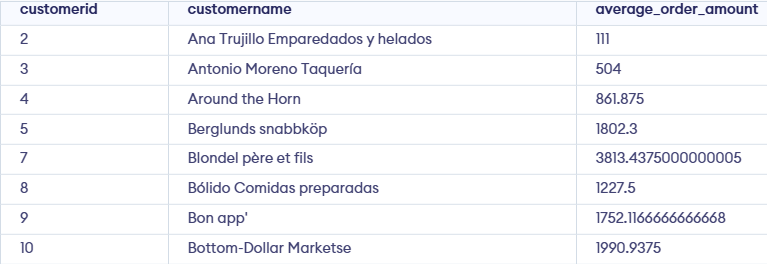 customerid customername average_order_amount
2 Ana Trujillo Emparedados y helados 111
3 Antonio Moreno Taquería 504
4 Around the Horn 861.875
5 Berglunds snabbköp 1802.3
7 Blondel père et fils 3813.4375000000005
8 Bólido Comidas preparadas 1227.5
9 Bon app' 1752.1166666666668
10 Bottom-Dollar Marketse 1990.9375